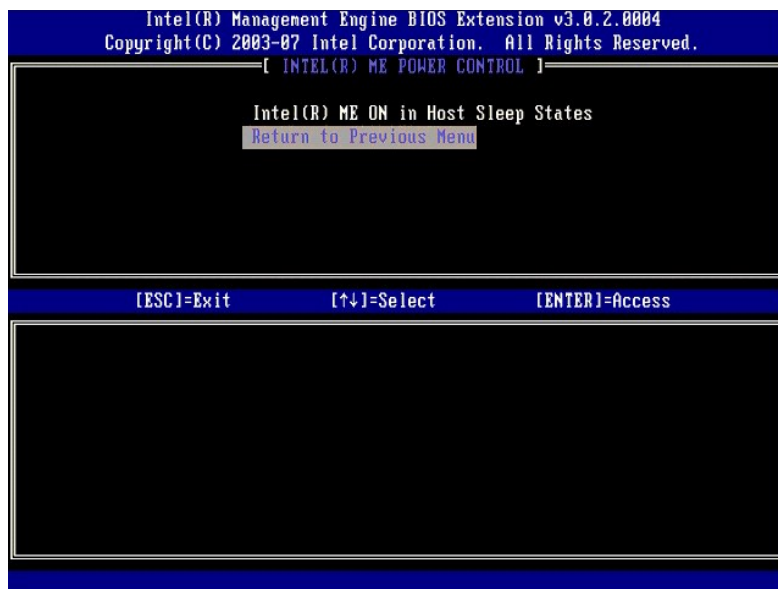 Intel(R) Management Engine BIOS Extension v3.0.2.0004
Copyright(C) 2003-07 Intel Corporation. All Rights Reserved.
[ INTEL(R) ME POWER CONTROL ]
Intel(R) ME ON in Host Sleep States
Return to Previous Menu
[ESC]=Exit [↑↓]=Select [ENTER]=Access